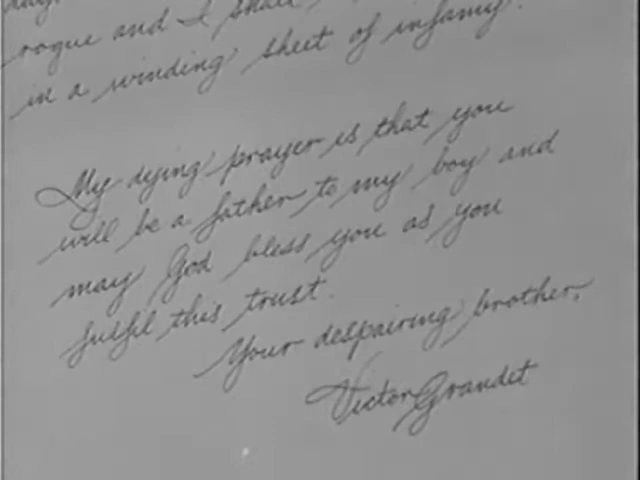 rogue and I shall
in a winding sheet of infamy.
My dying prayer is that you
will be a father to my boy and
may God bless you as you
fulfil this trust.
Your despairing brother,
Victor Grandet